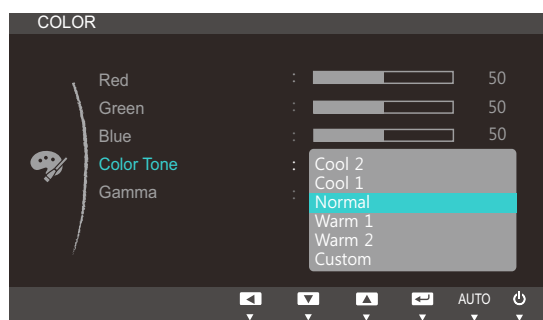 COLOR
Red : 50
Green : 50
Blue : 50
Color Tone :
Gamma :
Cool 2
Cool 1
Normal
Warm 1
Warm 2
Custom
AUTO